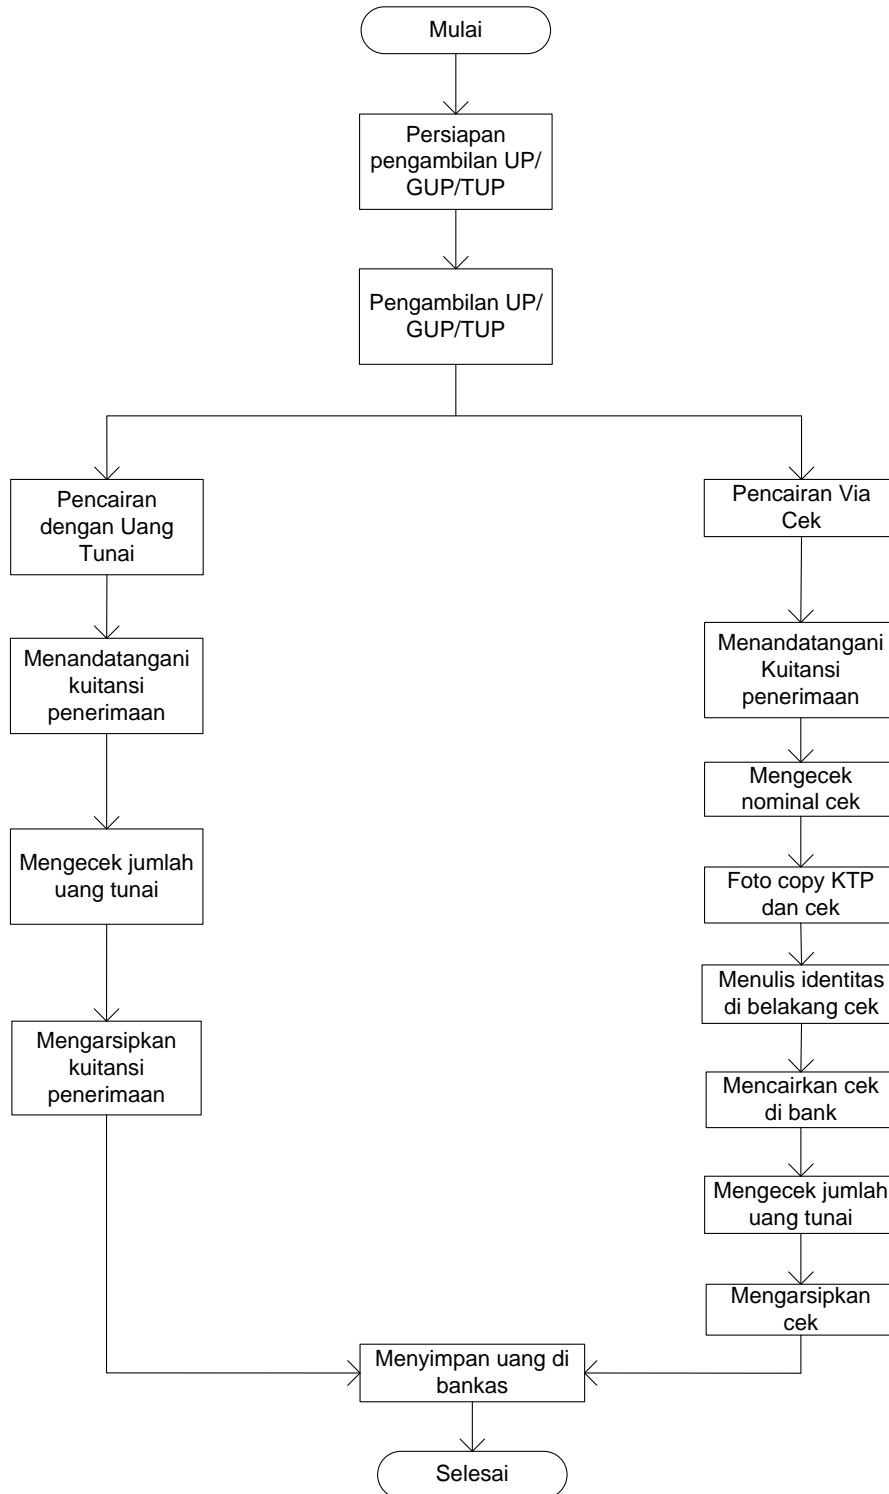 Mulai
Persiapan
pengambilan UP/
GUP/TUP
Pengambilan UP/
GUP/TUP
Pencairan
dengan Uang
Tunai
Menandatangani
kuitansi
penerimaan
Mengecek jumlah
uang tunai
Mengarsipkan
kuitansi
penerimaan
Pencairan Via
Cek
Menandatangani
Kuitansi
penerimaan
Mengecek
nominal cek
Foto copy KTP
dan cek
Menulis identitas
di belakang cek
Mencairkan cek
di bank
Mengecek jumlah
uang tunai
Mengarsipkan
cek
Menyimpan uang di
bankas
Selesai